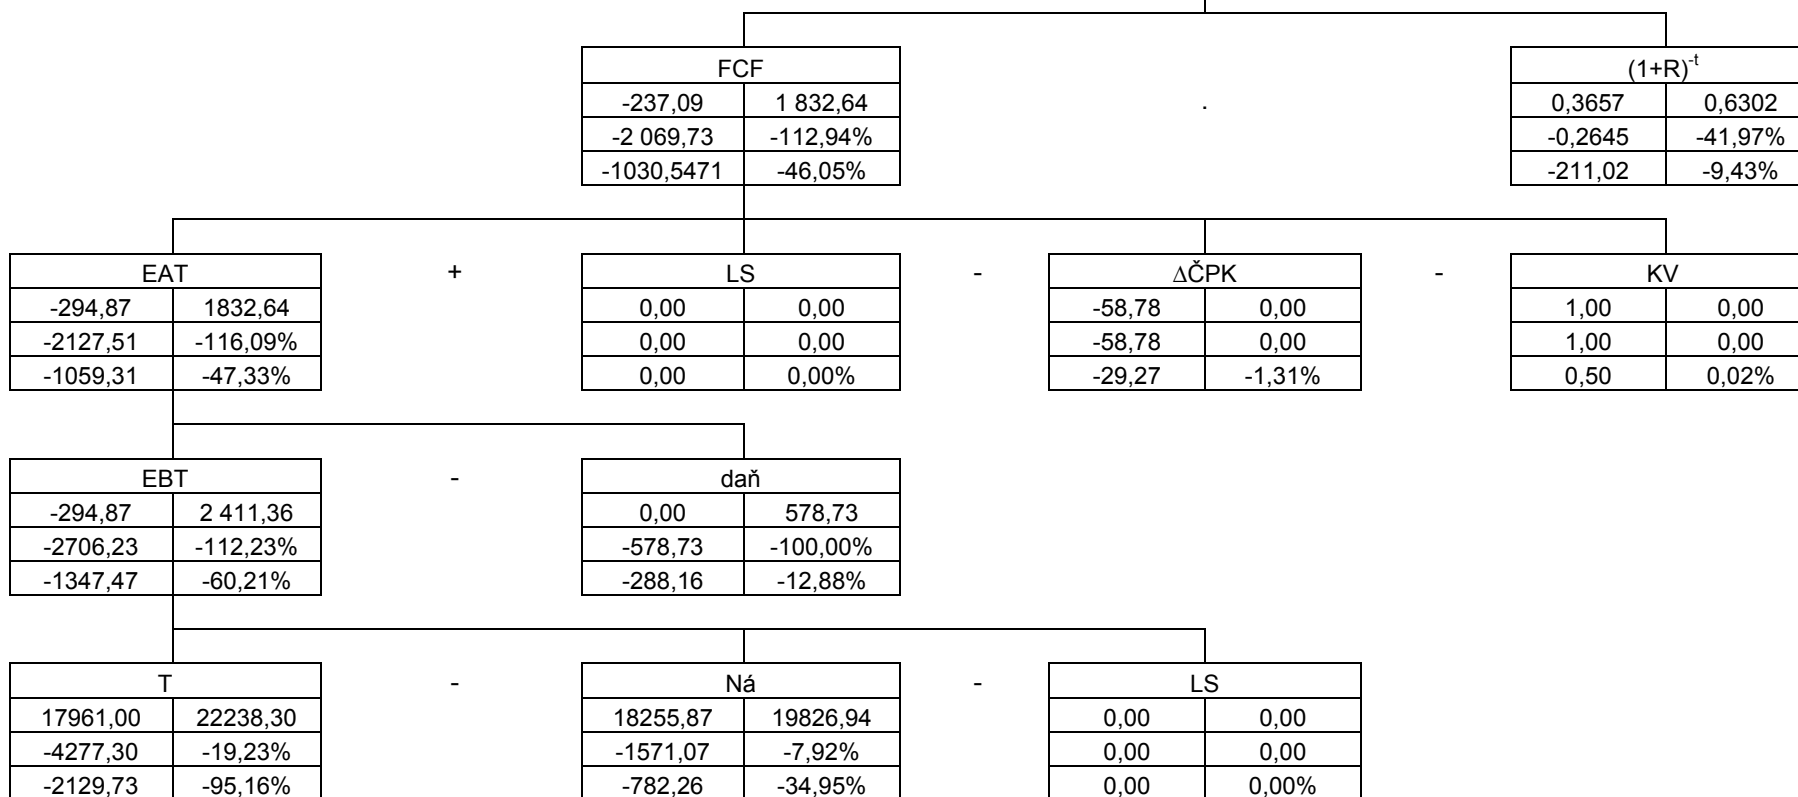 FCF
-237,09 1 832,64
-2 069,73 -112,94%
-1030,5471 -46,05%
.
(1+R)⁻ᵗ
0,3657 0,6302
-0,2645 -41,97%
-211,02 -9,43%
EAT
-294,87 1832,64
-2127,51 -116,09%
-1059,31 -47,33%
+
LS
0,00 0,00
0,00 0,00
0,00 0,00%
-
∆ČPK
-58,78 0,00
-58,78 0,00
-29,27 -1,31%
-
KV
1,00 0,00
1,00 0,00
0,50 0,02%
EBT
-294,87 2 411,36
-2706,23 -112,23%
-1347,47 -60,21%
-
daň
0,00 578,73
-578,73 -100,00%
-288,16 -12,88%
T
17961,00 22238,30
-4277,30 -19,23%
-2129,73 -95,16%
-
Ná
18255,87 19826,94
-1571,07 -7,92%
-782,26 -34,95%
-
LS
0,00 0,00
0,00 0,00
0,00 0,00%